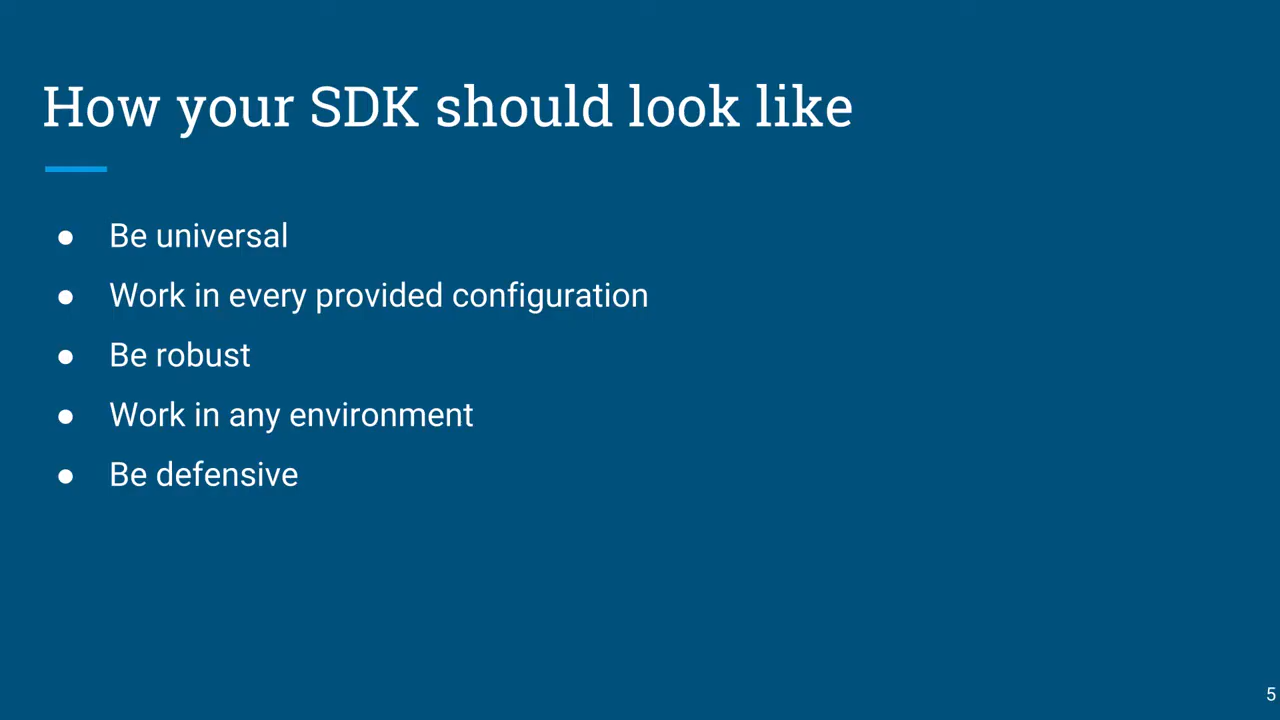 How your SDK should look like
● Be universal
● Work in every provided configuration
● Be robust
● Work in any environment
● Be defensive
5